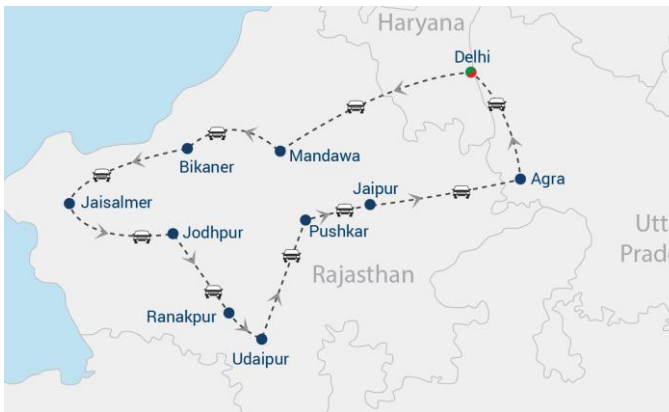 Haryana
Delhi
Mandawa
Bikaner
Jaisalmer
Jodhpur
Ranakpur
Udaipur
Pushkar
Jaipur
Agra
Rajasthan
Utt
Prade